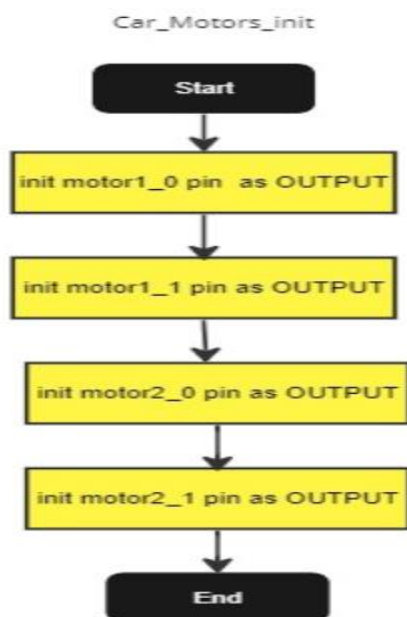 Car_Motors_init
Start
init motor1_0 pin as OUTPUT
init motor1_1 pin as OUTPUT
init motor2_0 pin as OUTPUT
init motor2_1 pin as OUTPUT
End